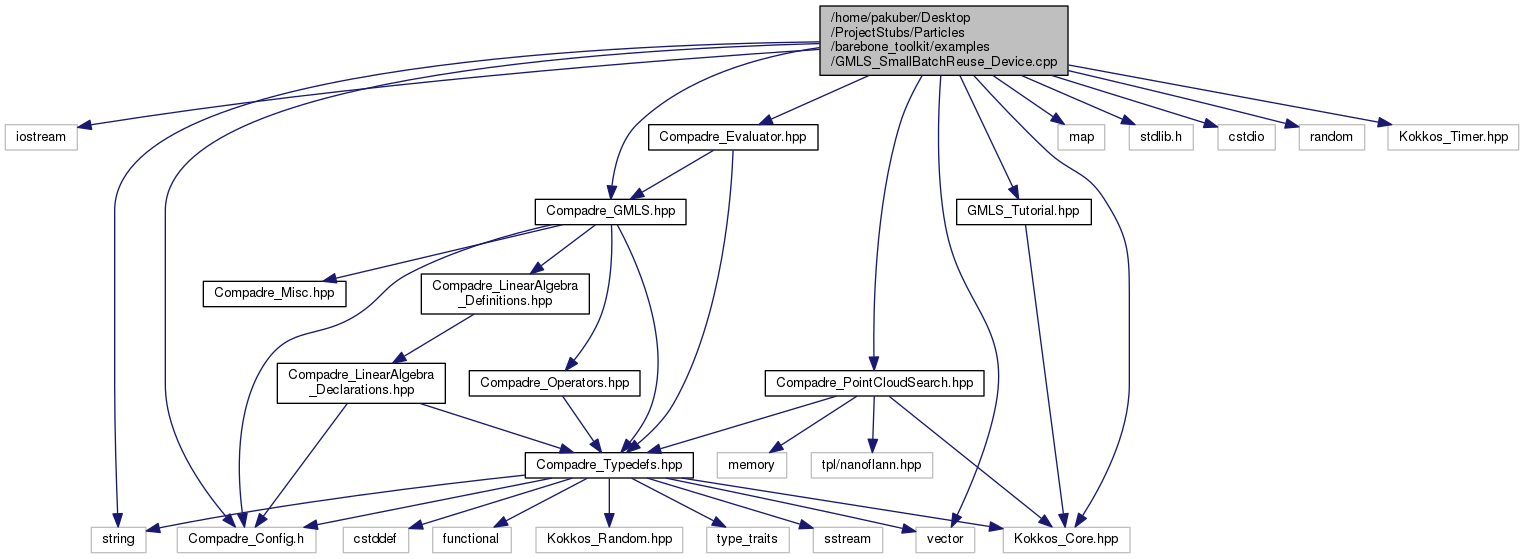 /home/pakuber/Desktop
/ProjectStubs/Particles
/barebone_toolkit/examples
/GMLS_SmallBatchReuse_Device.cpp
iostream
Compadre_Evaluator.hpp
map
stdlib.h
cstdio
random
Kokkos_Timer.hpp
Compadre_GMLS.hpp
GMLS_Tutorial.hpp
Compadre_Misc.hpp
Compadre_LinearAlgebra
_Definitions.hpp
Compadre_LinearAlgebra
_Declarations.hpp
Compadre_Operators.hpp
Compadre_PointCloudSearch.hpp
Compadre_Typedefs.hpp
memory
tpl/nanoflann.hpp
string
Compadre_Config.h
cstddef
functional
Kokkos_Random.hpp
type_traits
sstream
vector
Kokkos_Core.hpp